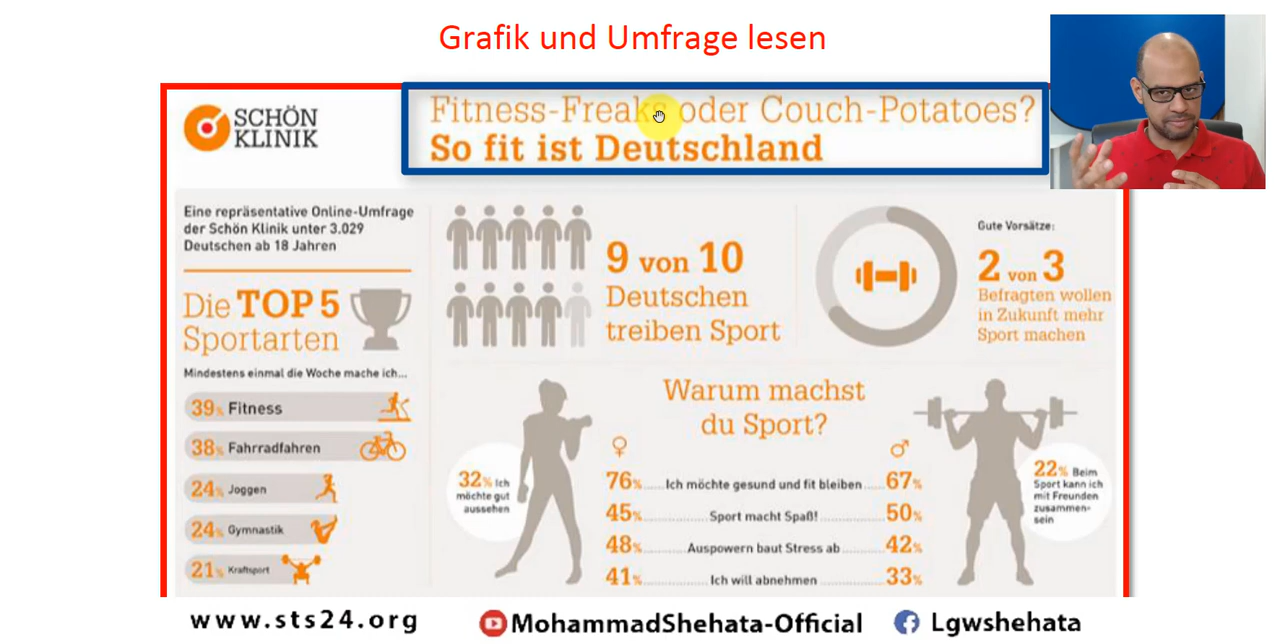 Grafik und Umfrage lesen
SCHÖN
KLINIK
Fitness-Freaks oder Couch-Potatoes?
So fit ist Deutschland
Eine repräsentative Online-Umfrage
der Schön Klinik unter 3.029
Deutschen ab 18 Jahren
Die TOP 5
Sportarten
Mindestens einmal die Woche mache ich...
39% Fitness
38% Fahrradfahren
24% Joggen
24% Gymnastik
21% Kraftsport
9 von 10
Deutschen
treiben Sport
Gute Vorsätze:
2 von 3
Befragten wollen
in Zukunft mehr
Sport machen
Warum machst
du Sport?
♀ ♂
76% Ich möchte gesund und fit bleiben 67%
45% Sport macht Spaß! 50%
48% Auspowern baut Stress ab 42%
41% Ich will abnehmen 33%
32% Ich
möchte gut
aussehen
22% Beim
Sport kann ich
mit Freunden
zusammen-
sein
www.sts24.org
MohammadShehata-Official
Lgwshehata